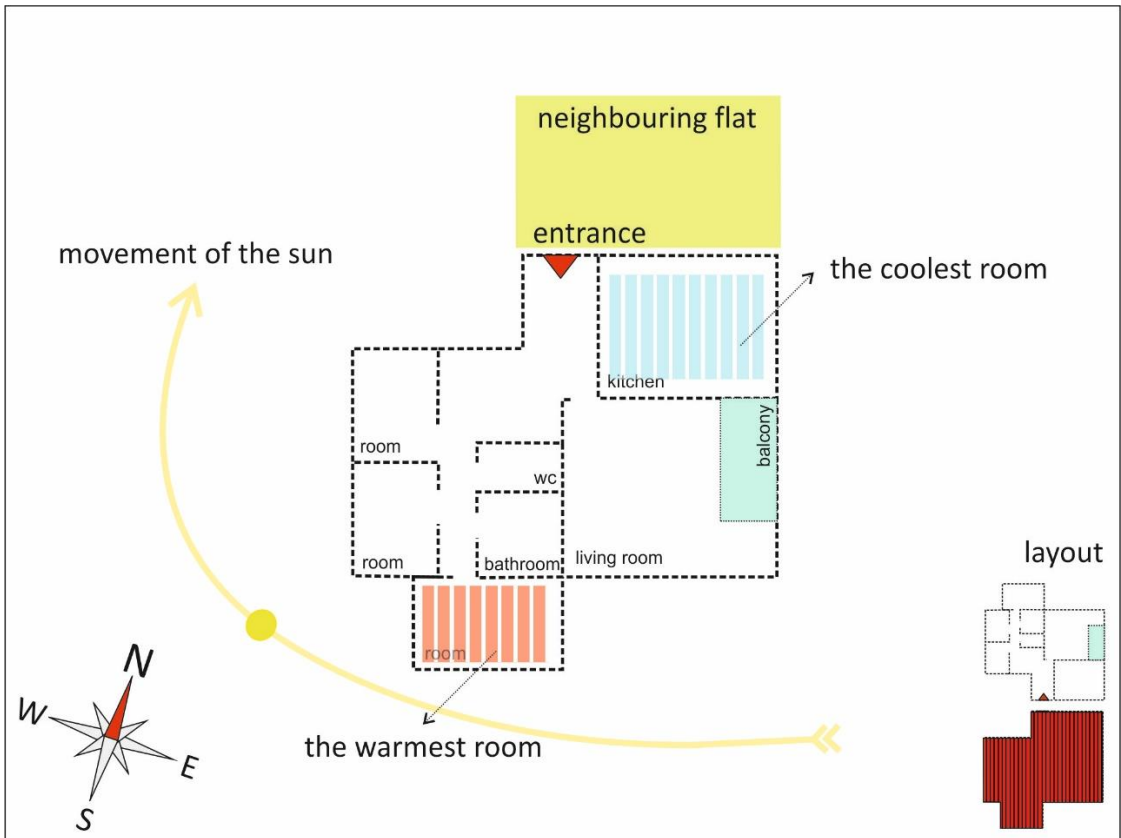 neighbouring flat
entrance
movement of the sun
the coolest room
kitchen
balcony
room
wc
room
bathroom
living room
layout
room
the warmest room
N
W
E
S